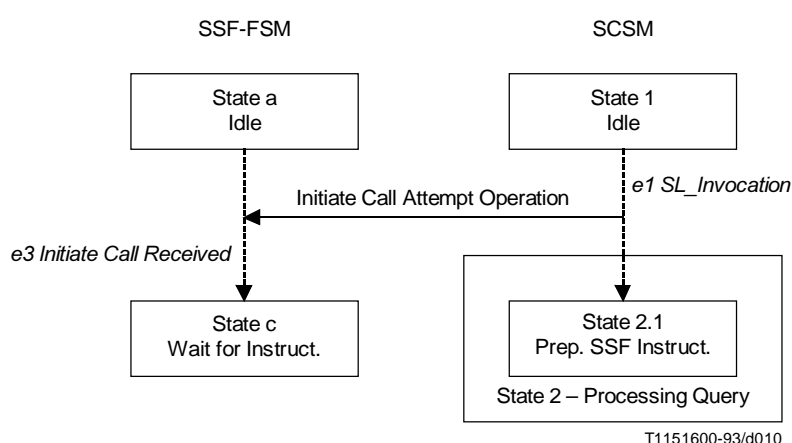 SSF-FSM
SCSM
State a
Idle
State 1
Idle
e1 SL_Invocation
Initiate Call Attempt Operation
e3 Initiate Call Received
State c
Wait for Instruct.
State 2.1
Prep. SSF Instruct.
State 2 – Processing Query
T1151600-93/d010